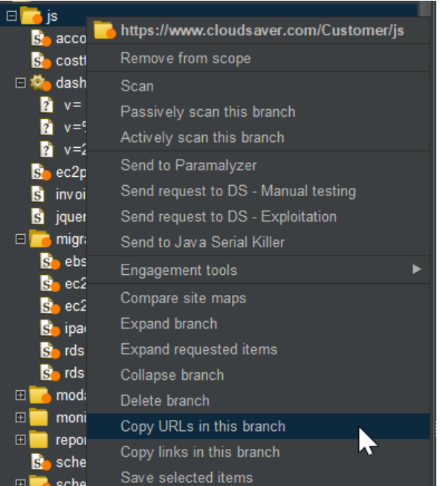 js
https://www.cloudsaver.com/Customer/js
acco
Remove from scope
costt
Scan
dash
Passively scan this branch
v=
Actively scan this branch
v=
v=2
Send to Paramalyzer
ec2p
Send request to DS - Manual testing
invoi
Send request to DS - Exploitation
jquer
Send to Java Serial Killer
migra
Engagement tools
ebs
Compare site maps
ec2
Expand branch
ec2
ipa
Expand requested items
rds
Collapse branch
rds
Delete branch
moda
Copy URLs in this branch
moni
Copy links in this branch
repo
sche
Save selected items
sche